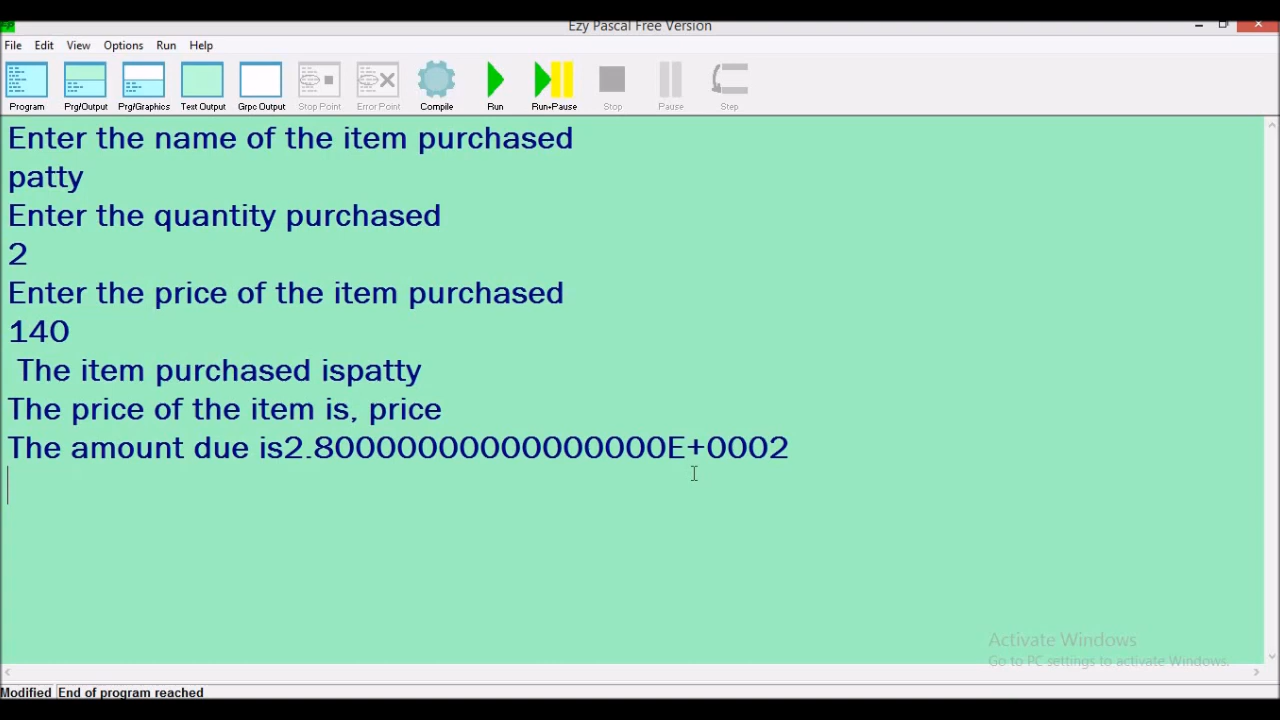 Ezy Pascal Free Version
File Edit View Options Run Help
Program Prg/Output Prg/Graphics Text Output Grpc Output Stop Point Error Point Compile Run Run+Pause Stop Pause Step
Enter the name of the item purchased
patty
Enter the quantity purchased
2
Enter the price of the item purchased
140
The item purchased ispatty
The price of the item is, price
The amount due is2.80000000000000000E+0002
Activate Windows
Go to PC settings to activate Windows.
Modified End of program reached